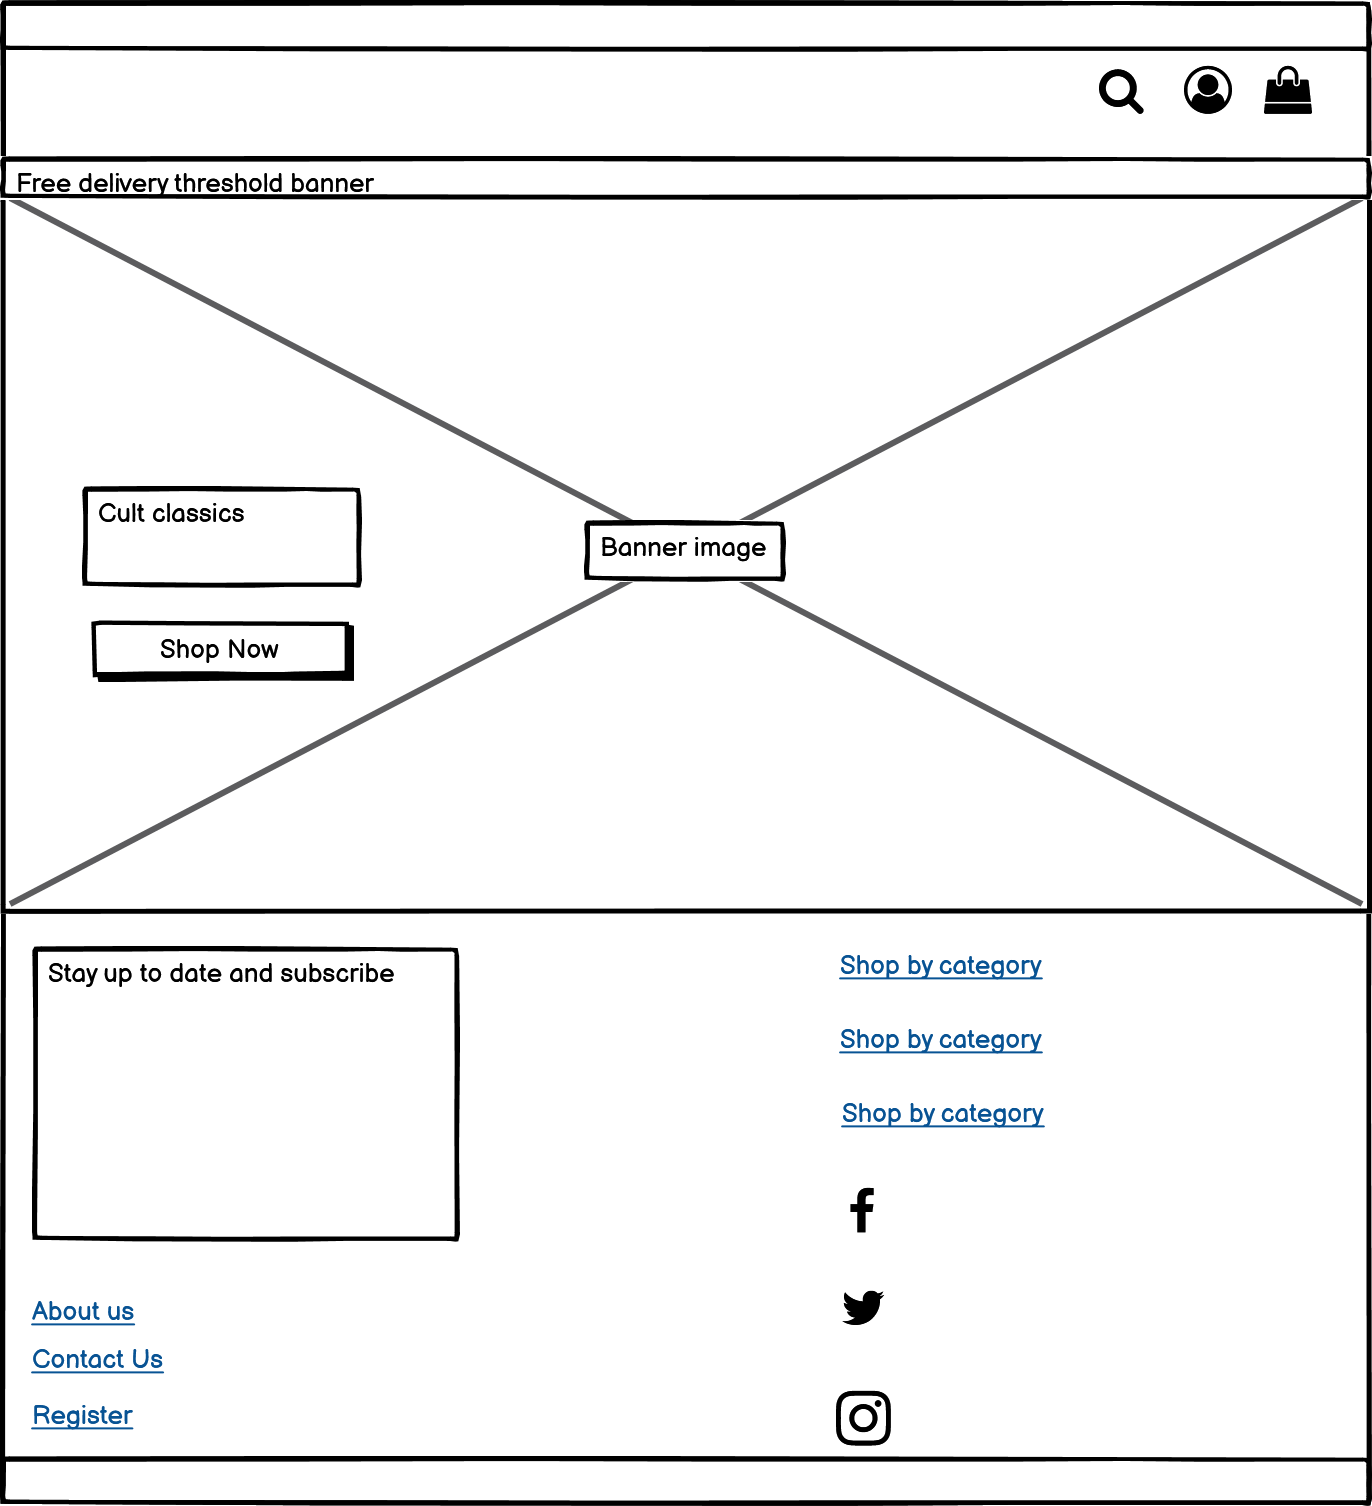 Free delivery threshold banner
Cult classics
Banner image
Shop Now
Stay up to date and subscribe
Shop by category
Shop by category
Shop by category
About us
Contact Us
Register